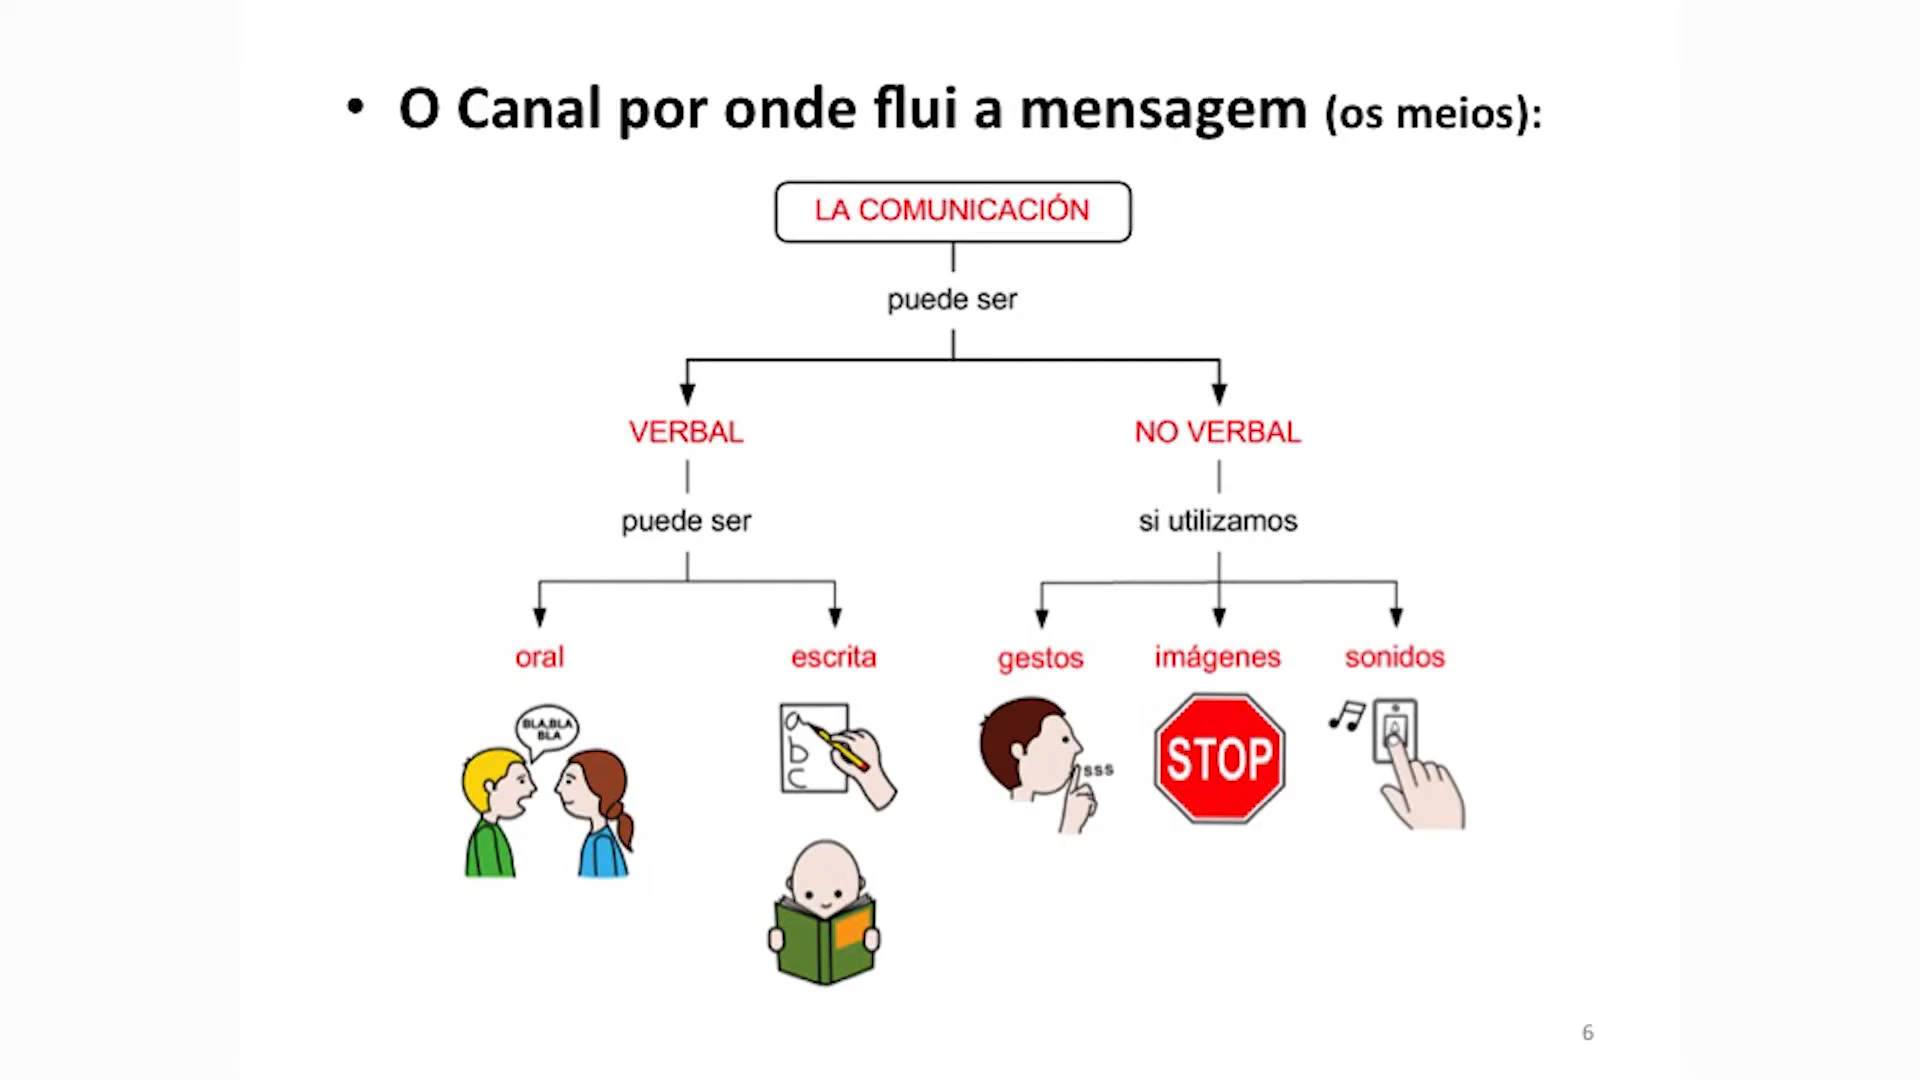 • O Canal por onde flui a mensagem (os meios):
LA COMUNICACIÓN
puede ser
VERBAL
NO VERBAL
puede ser
si utilizamos
oral
escrita
gestos
imágenes
sonidos
BLA,BLA
BLA
a
b
c
sss
STOP
6